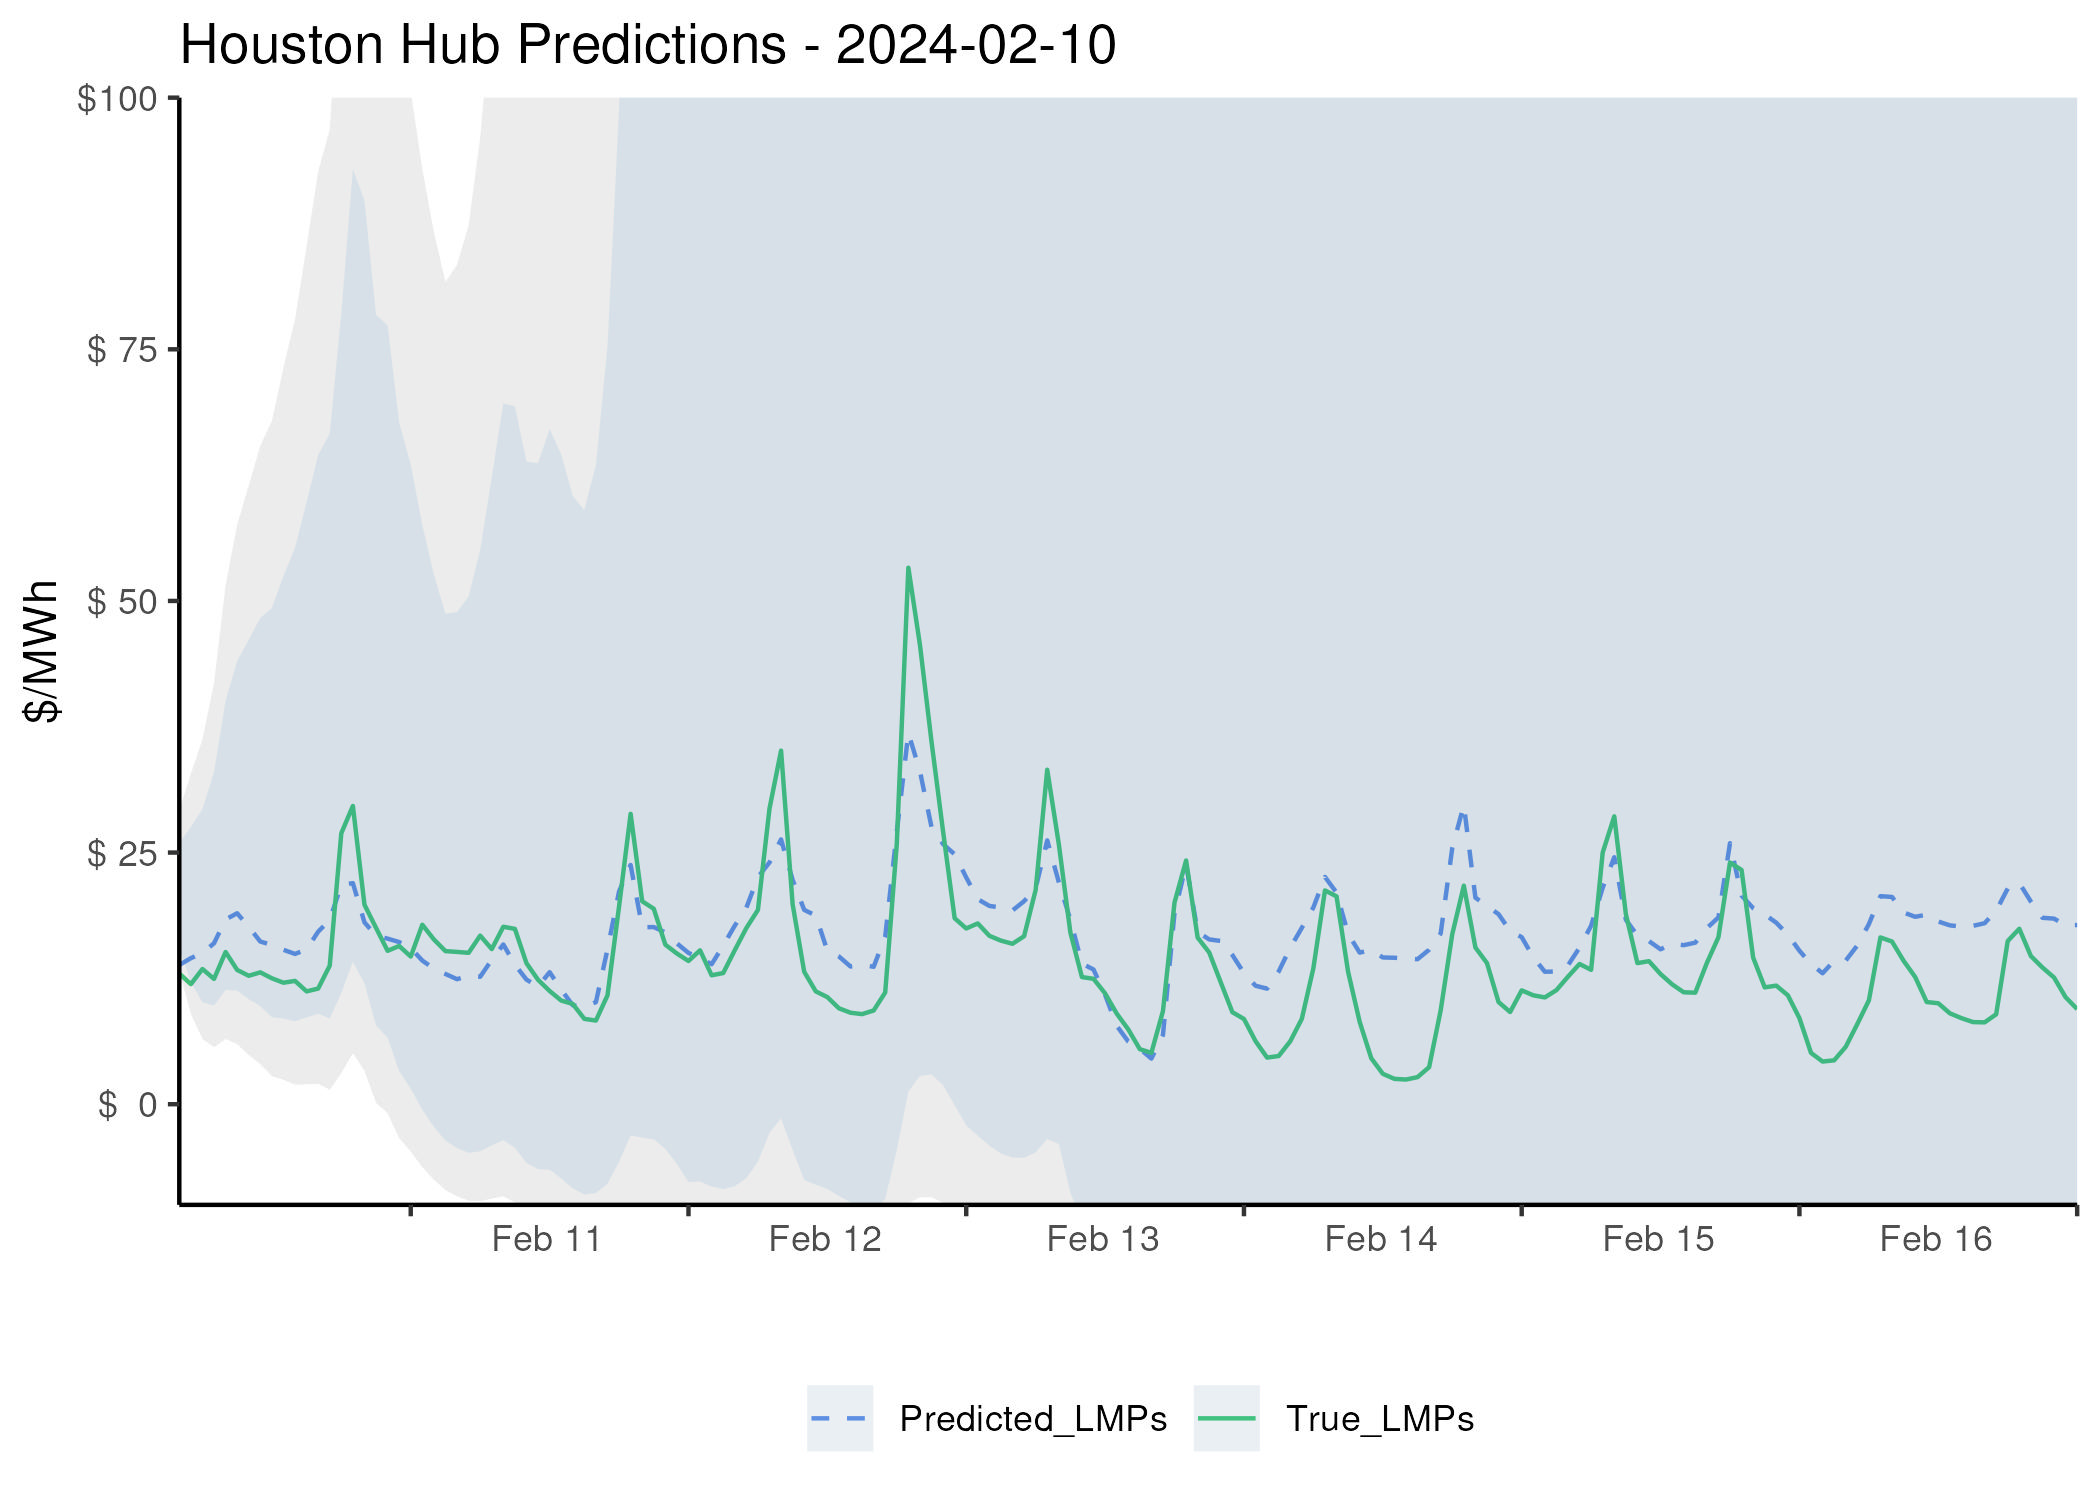 Houston Hub Predictions - 2024-02-10
$100
$ 75
$ 50
$ 25
$ 0
$/MWh
Feb 11 Feb 12 Feb 13 Feb 14 Feb 15 Feb 16
Predicted_LMPs True_LMPs